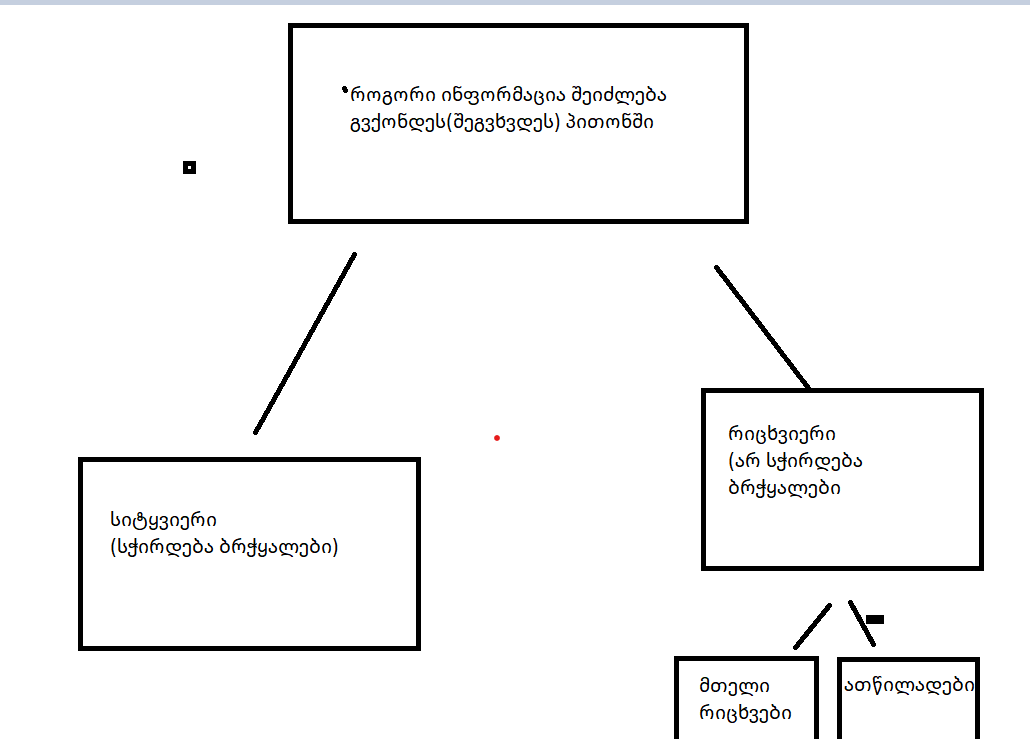 როგორი ინფორმაცია შეიძლება
გვქონდეს(შეგვხვდეს) პითონში
სიტყვიერი
(სჭირდება ბრჭყალები)
რიცხვიერი
(არ სჭირდება
ბრჭყალები
მთელი
რიცხვები
ათწილადები